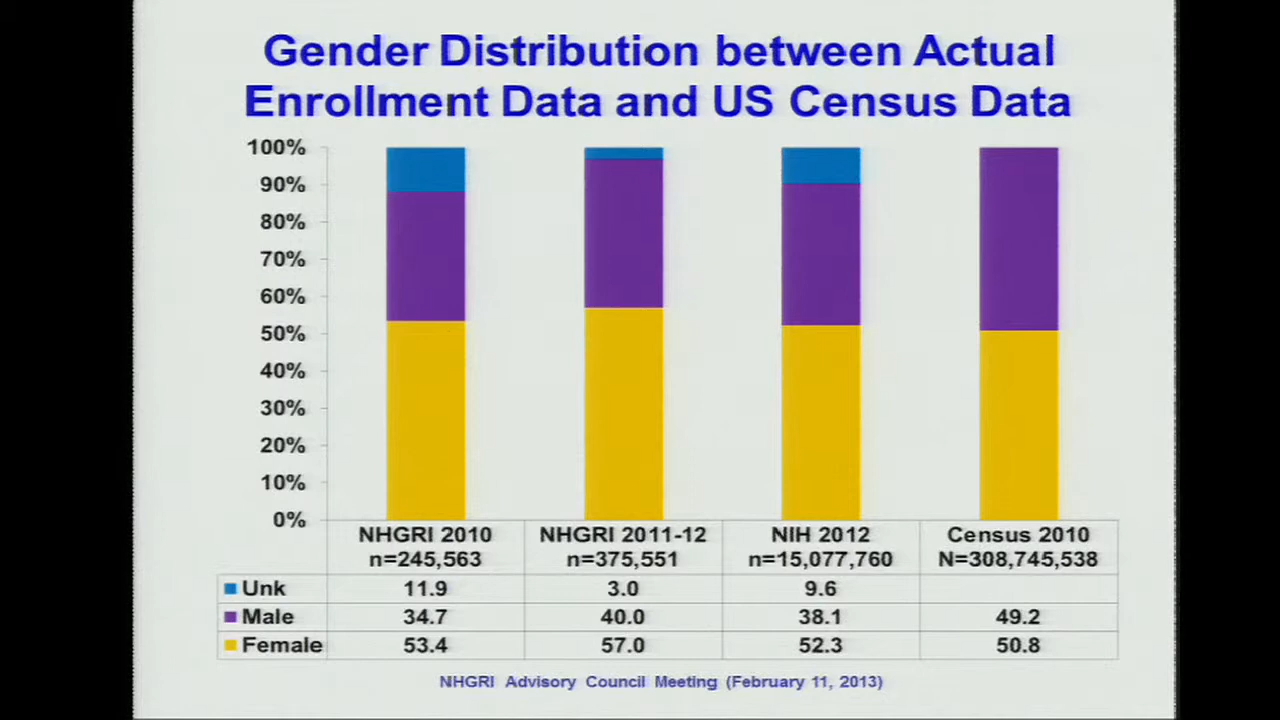 Gender Distribution between Actual
Enrollment Data and US Census Data
100%
90%
80%
70%
60%
50%
40%
30%
20%
10%
0%
NHGRI 2010 NHGRI 2011-12 NIH 2012 Census 2010
n=245,563 n=375,551 n=15,077,760 N=308,745,538
Unk 11.9 3.0 9.6
Male 34.7 40.0 38.1 49.2
Female 53.4 57.0 52.3 50.8
NHGRI Advisory Council Meeting (February 11, 2013)